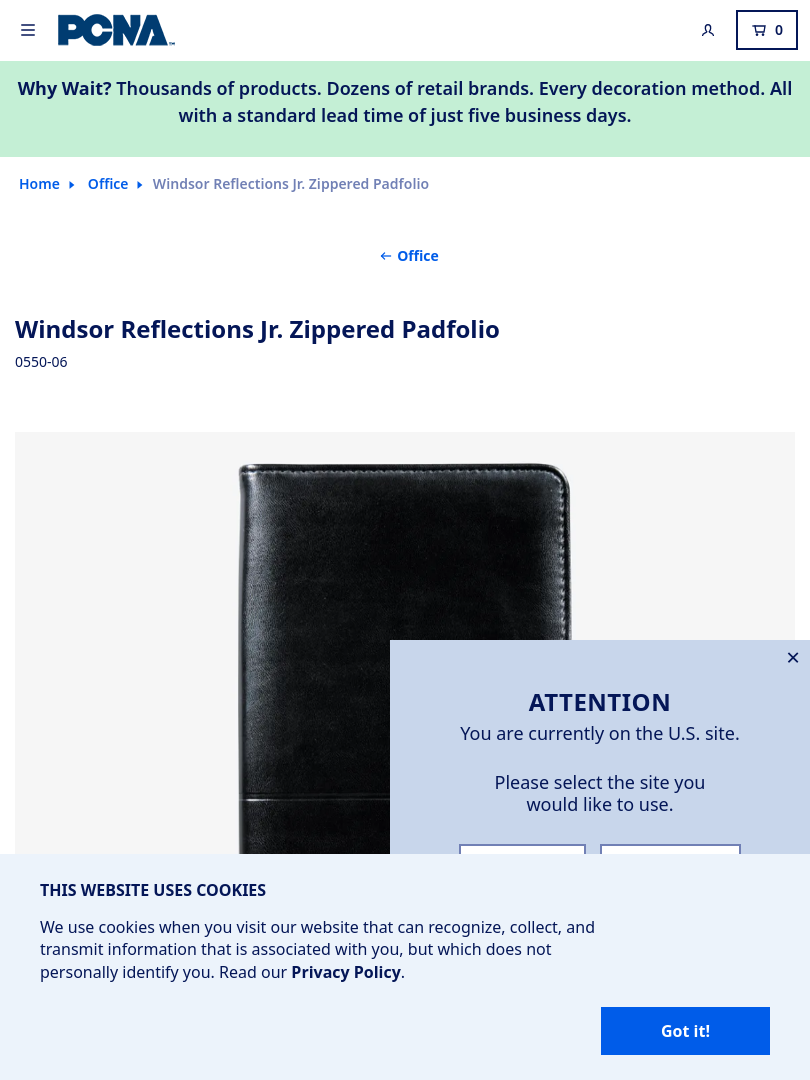 PCNA
0
Why Wait? Thousands of products. Dozens of retail brands. Every decoration method. All
with a standard lead time of just five business days.
Home
Office
Windsor Reflections Jr. Zippered Padfolio
Office
Windsor Reflections Jr. Zippered Padfolio
0550-06
ATTENTION
You are currently on the U.S. site.
Please select the site you
would like to use.
THIS WEBSITE USES COOKIES
We use cookies when you visit our website that can recognize, collect, and
transmit information that is associated with you, but which does not
personally identify you. Read our Privacy Policy.
Got it!